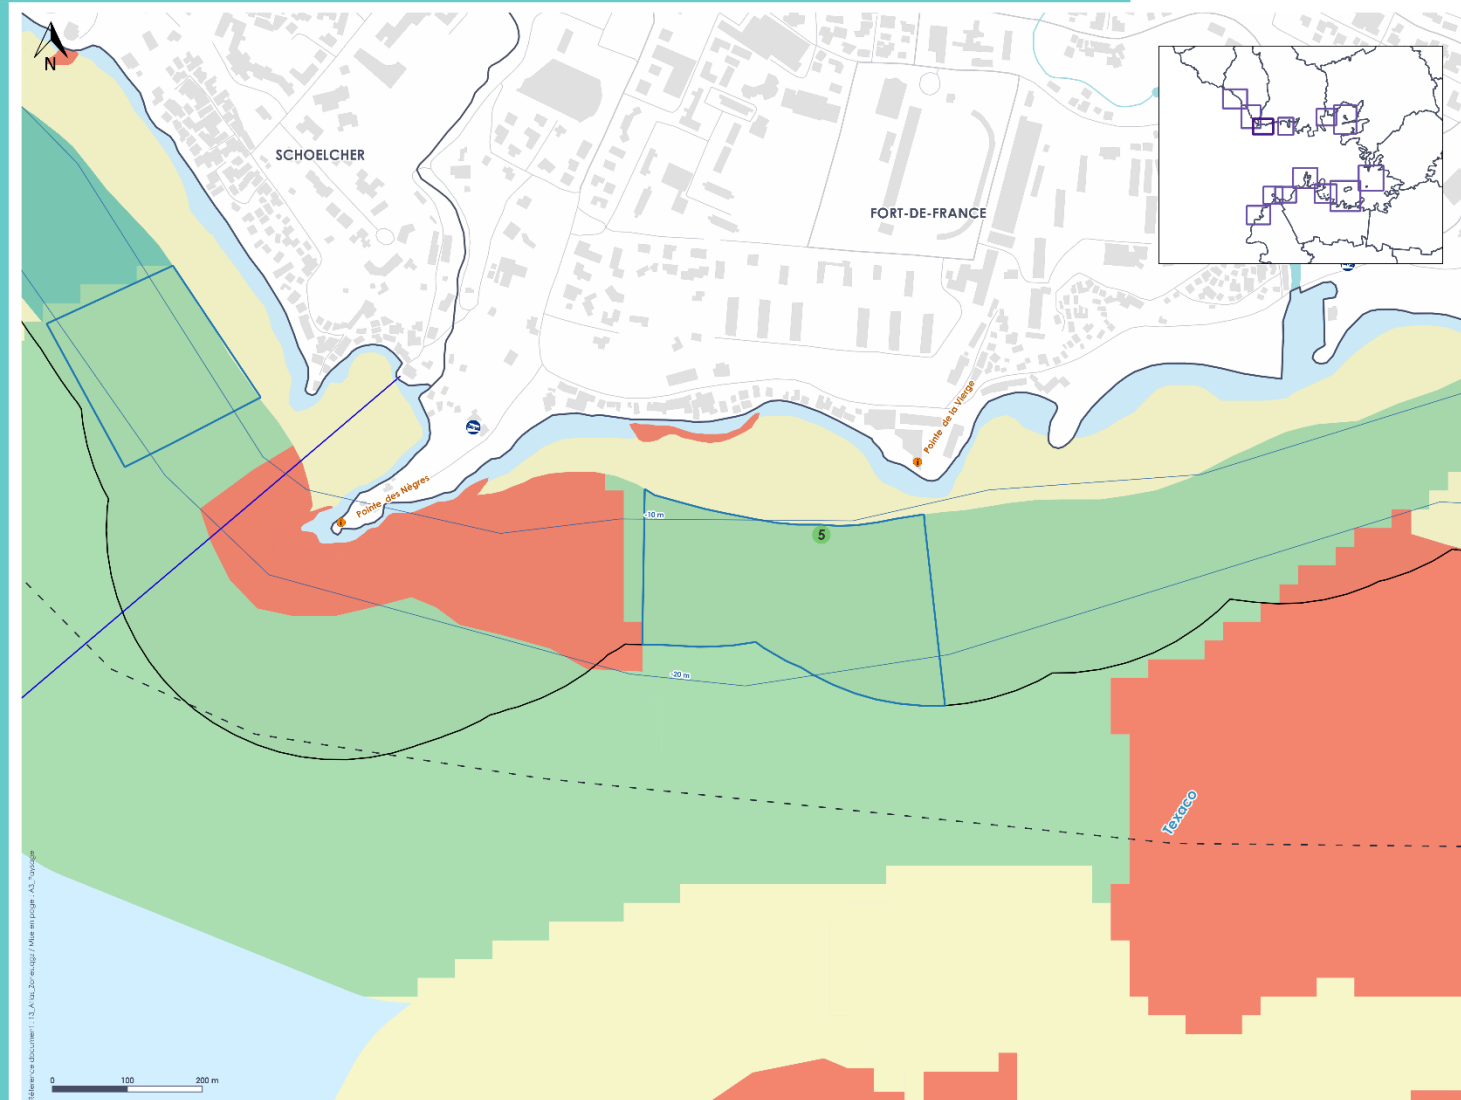 N
SCHOELCHER
FORT-DE-FRANCE
Pointe de la Vierge
Pointe des Nègres
-10 m
5
-20 m
Texaco
0 100 200 m